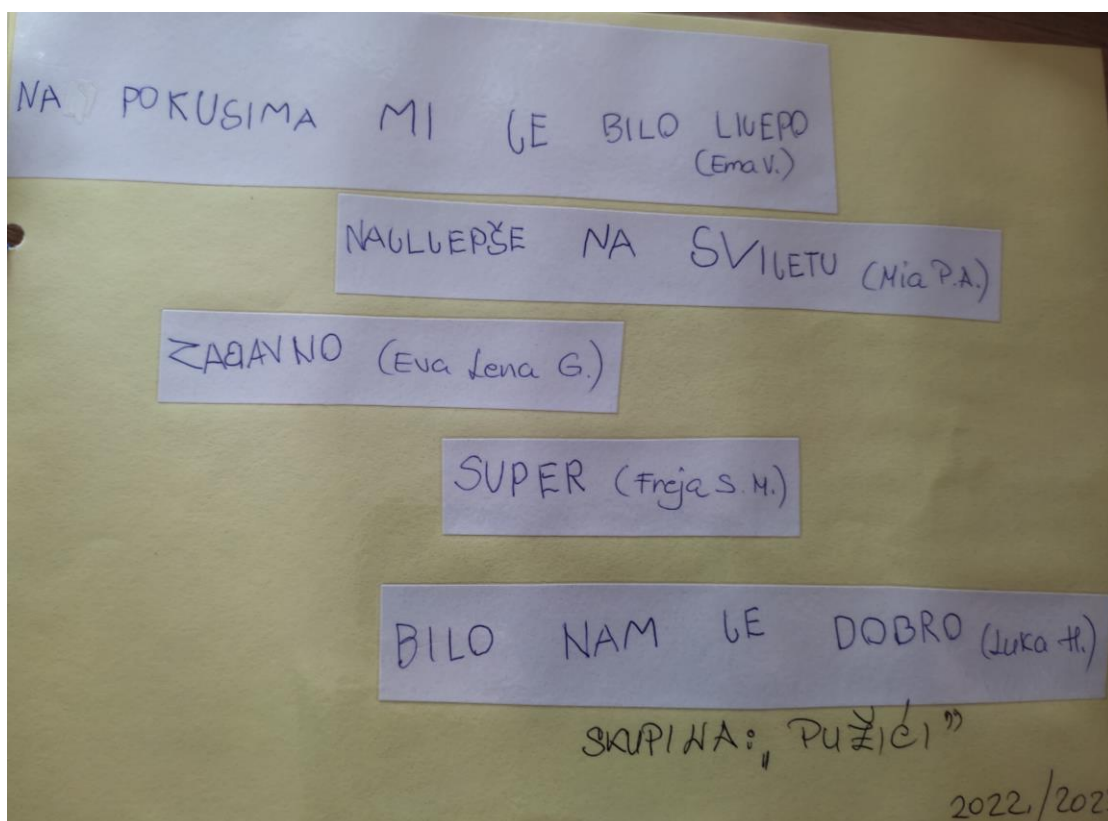 NA POKUSIMA MI JE BILO LIJEPO
(Ema V.)
NAJLJEPŠE NA SVIJETU (Mia P.A.)
ZABAVNO (Eva Lena G.)
SUPER (Freja S. M.)
BILO NAM JE DOBRO (Luka H.)
SKUPINA: „PUŽIĆI”
2022./202